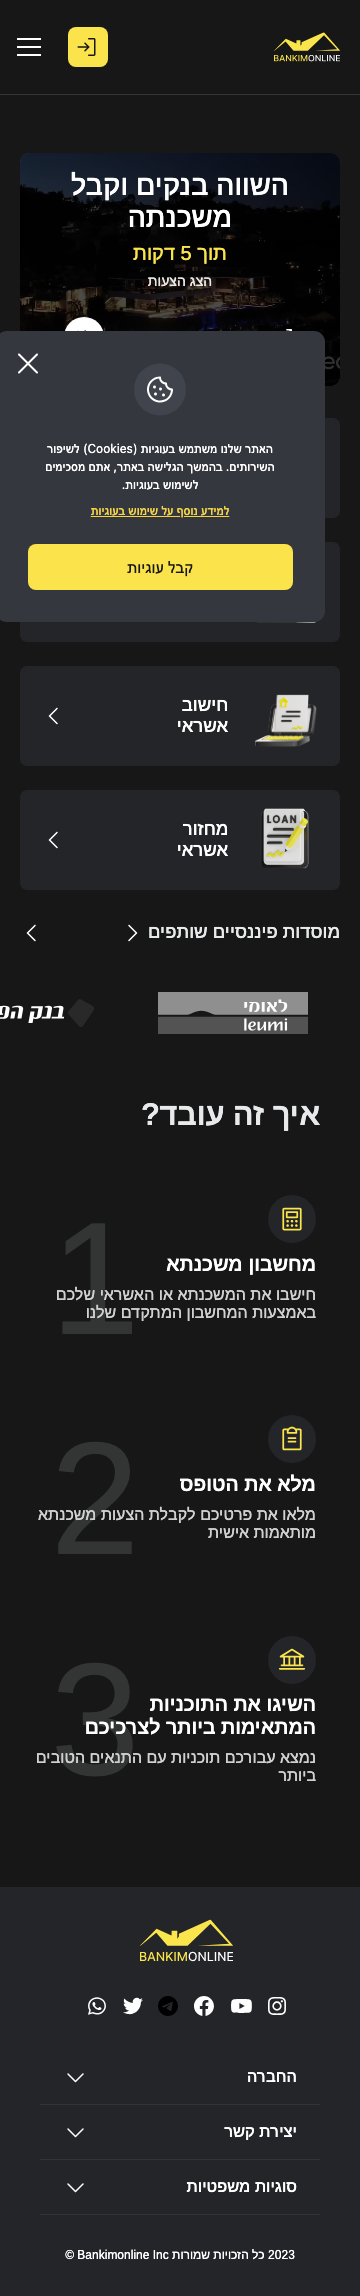 BANKIMONLINE
השווה בנקים וקבל
משכנתה
תוך 5 דקות
הצג הצעות
האתר שלנו משתמש בעוגיות (Cookies) לשיפור
השירותים. בהמשך הגלישה באתר, אתם מסכימים
לשימוש בעוגיות.
למידע נוסף על שימוש בעוגיות
קבל עוגיות
חישוב
אשראי
LOAN
מחזור
אשראי
מוסדות פיננסיים שותפים
לאומי
leumi
בנק הפ
איך זה עובד?
1
מחשבון משכנתא
חישבו את המשכנתא או האשראי שלכם
באמצעות המחשבון המתקדם שלנו
2
מלא את הטופס
מלאו את פרטיכם לקבלת הצעות משכנתא
מותאמות אישית
3
השיגו את התוכניות
המתאימות ביותר לצרכיכם
נמצא עבורכם תוכניות עם התנאים הטובים
ביותר
BANKIMONLINE
החברה
יצירת קשר
סוגיות משפטיות
2023 כל הזכויות שמורות Bankimonline Inc ©